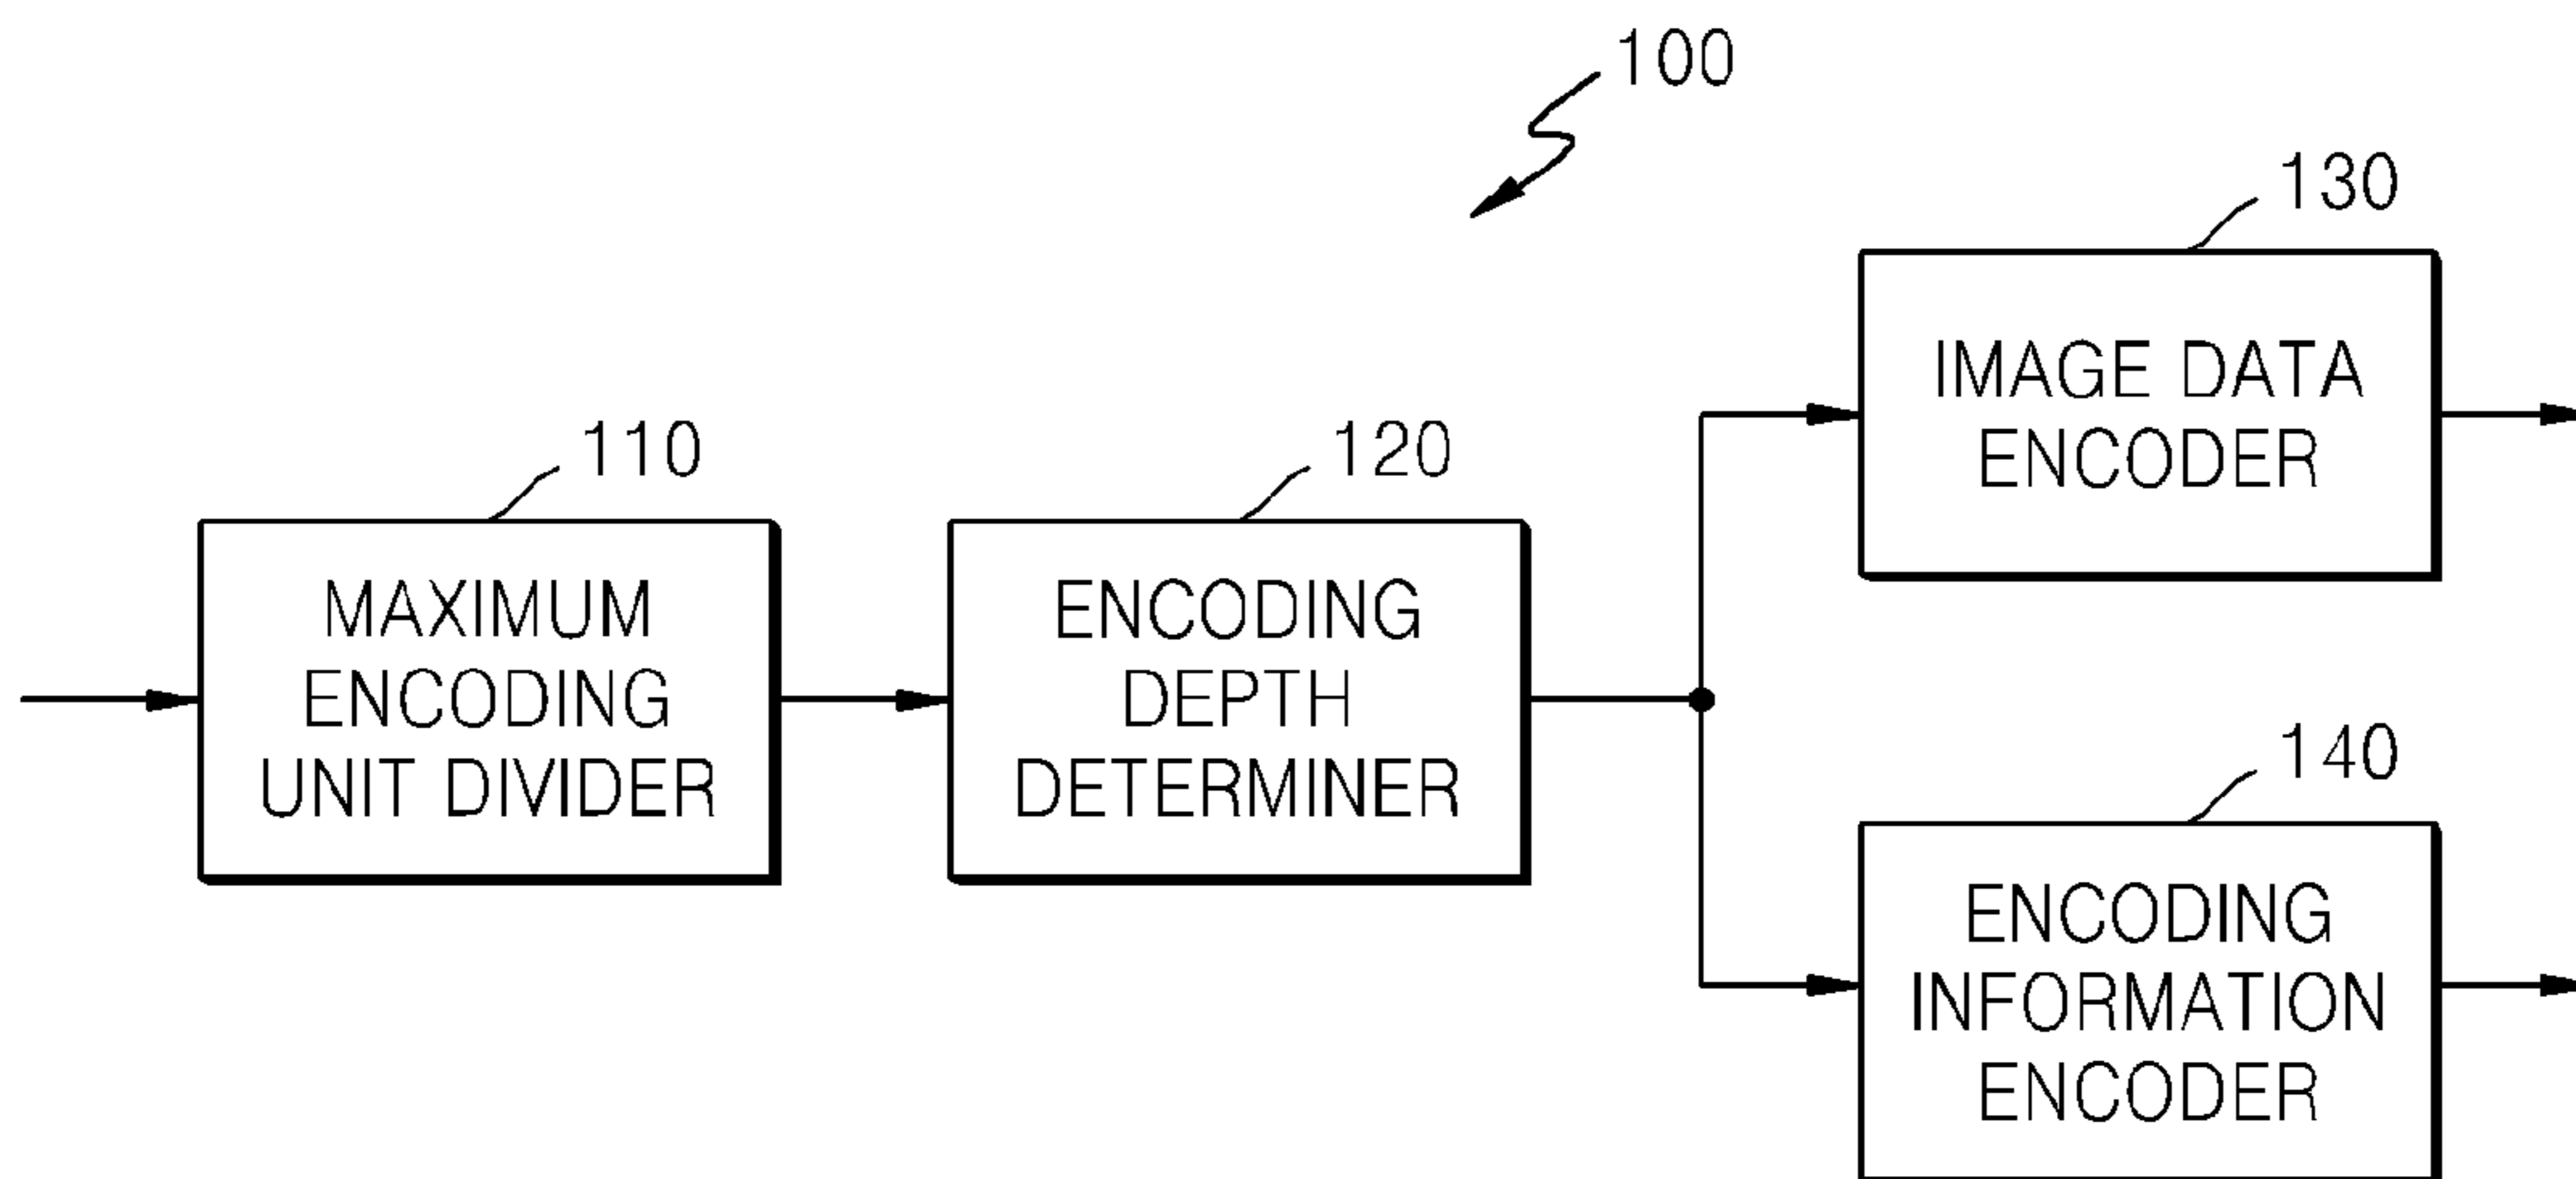 100
110
MAXIMUM
ENCODING
UNIT DIVIDER
120
ENCODING
DEPTH
DETERMINER
130
IMAGE DATA
ENCODER
140
ENCODING
INFORMATION
ENCODER